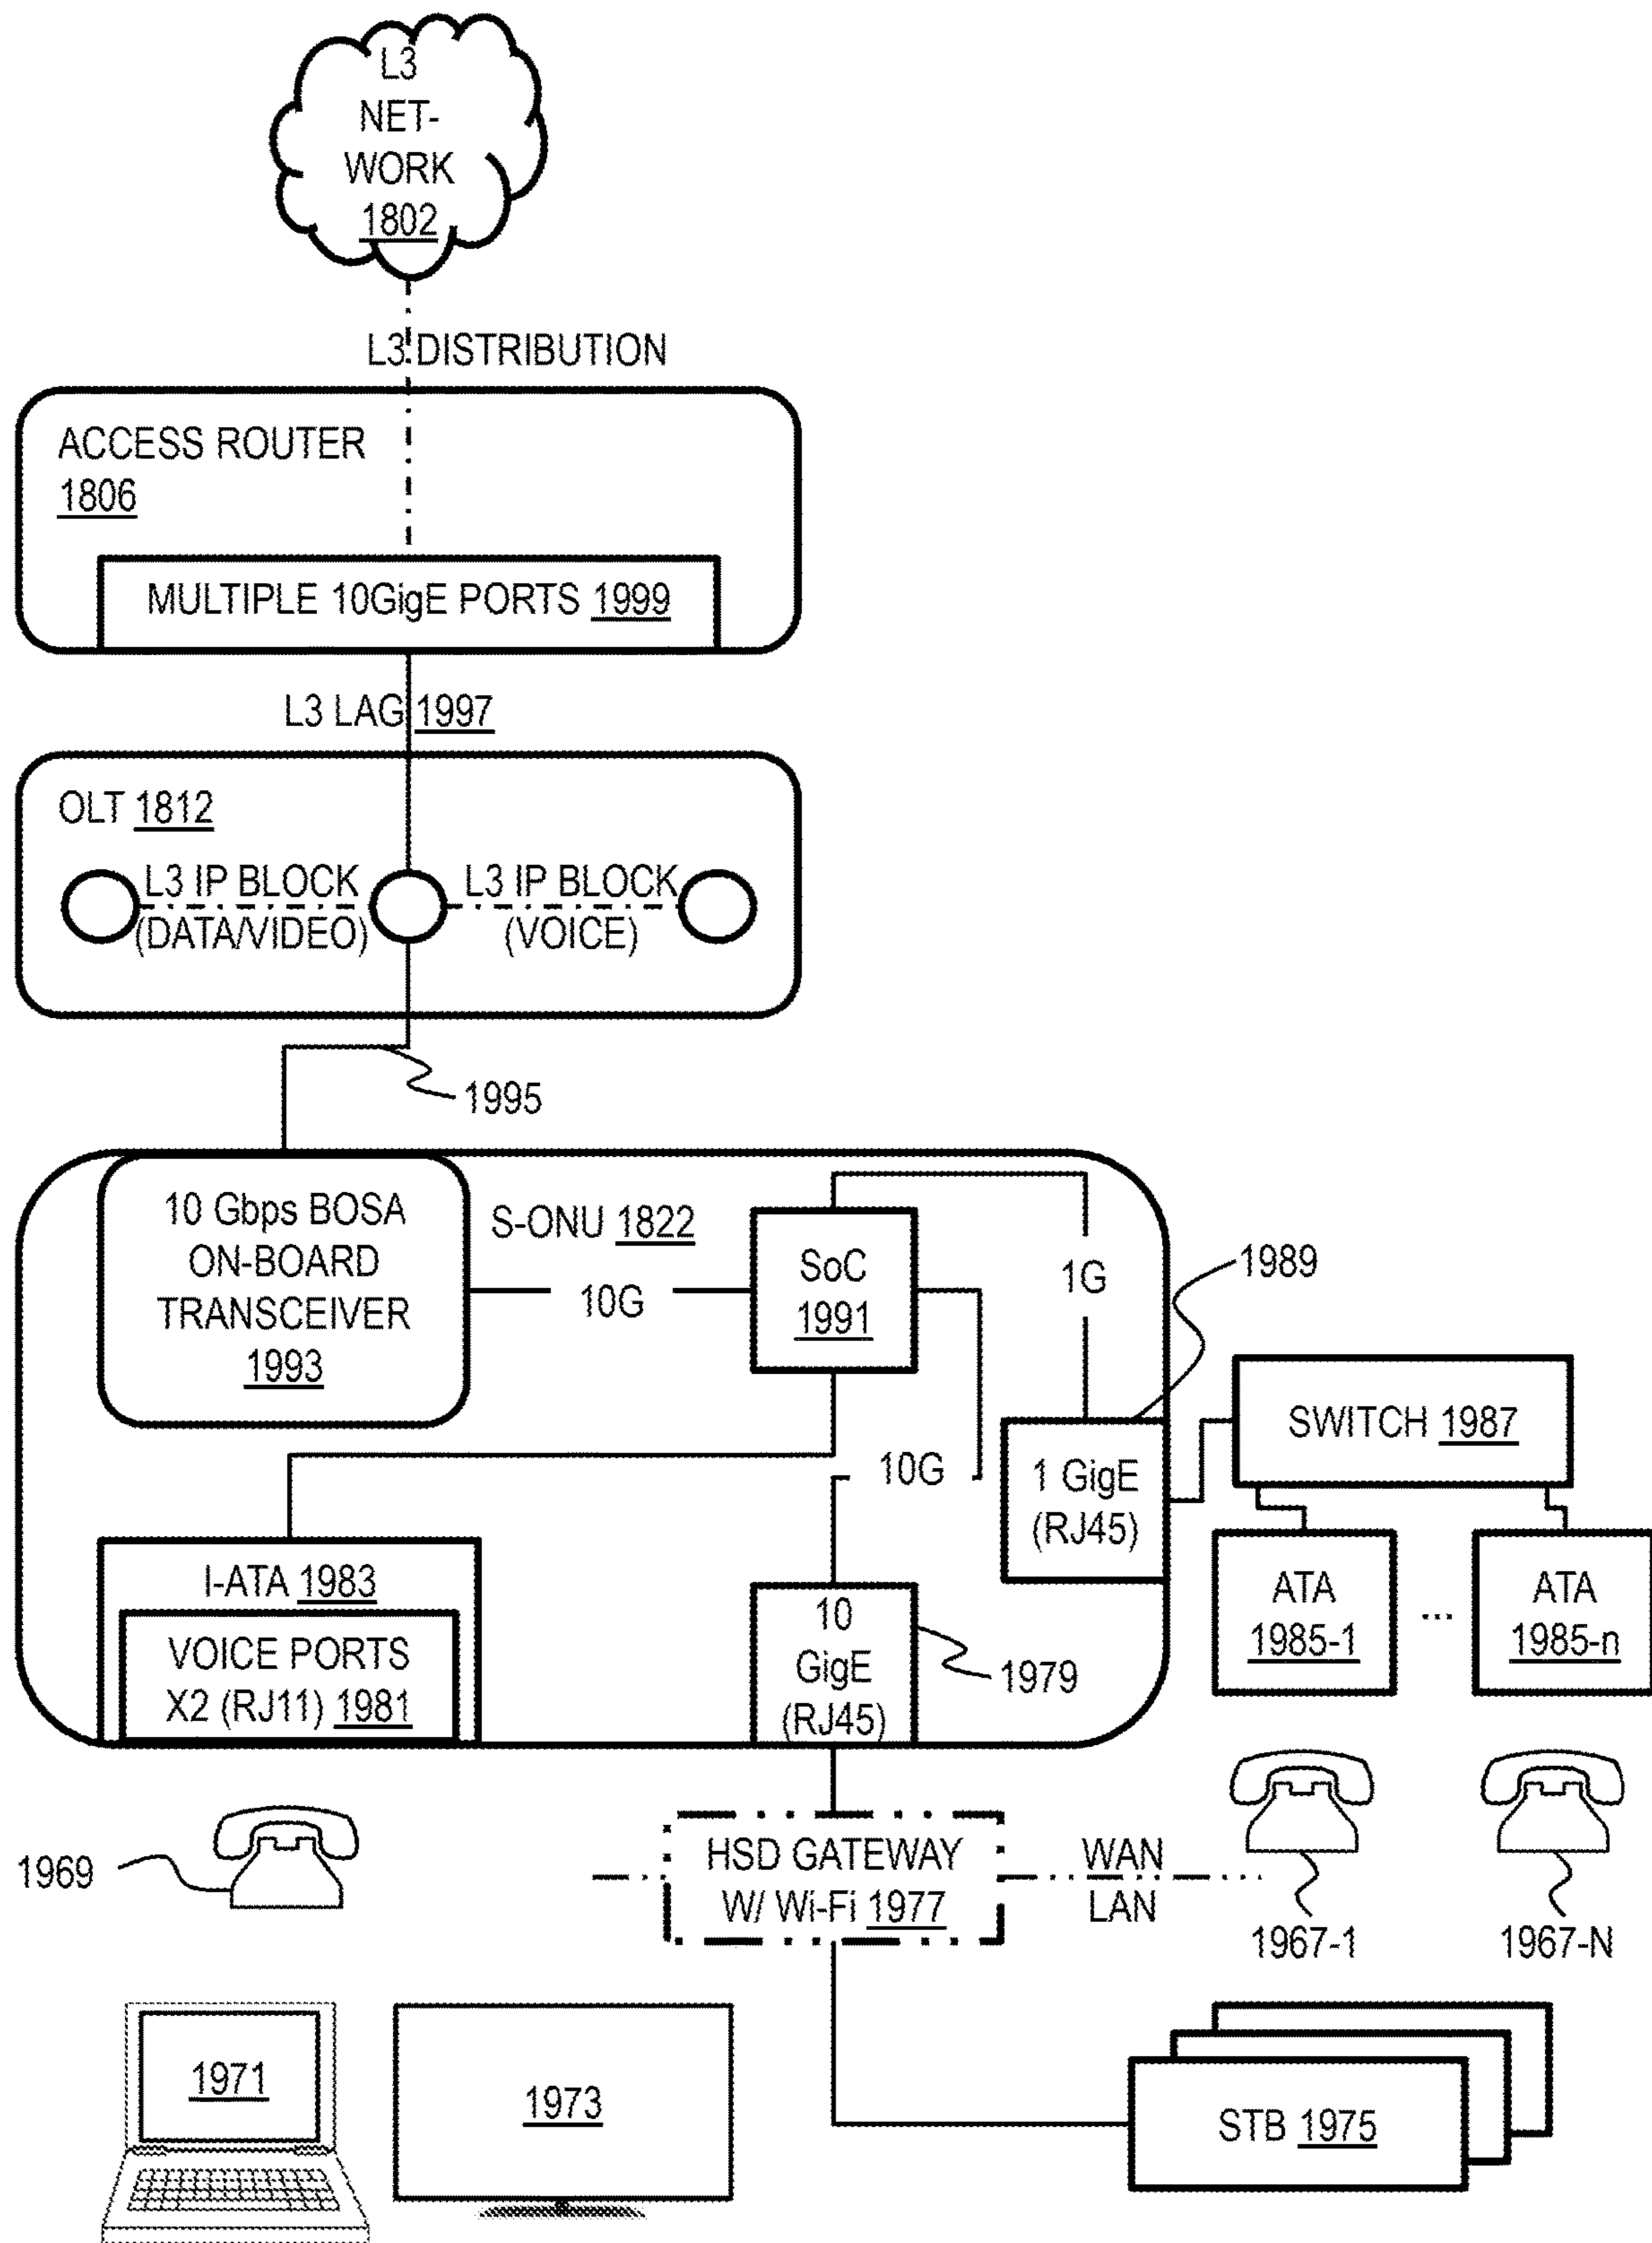 L3
NET-
WORK
1802
L3 DISTRIBUTION
ACCESS ROUTER
1806
MULTIPLE 10GigE PORTS 1999
L3 LAG 1997
OLT 1812
L3 IP BLOCK
(DATA/VIDEO)
L3 IP BLOCK
(VOICE)
1995
10 Gbps BOSA
ON-BOARD
TRANSCEIVER
1993
S-ONU 1822
10G
SoC
1991
1G
1989
10G
1 GigE
(RJ45)
SWITCH 1987
ATA
1985-1
...
ATA
1985-n
I-ATA 1983
VOICE PORTS
X2 (RJ11) 1981
10
GigE
(RJ45)
1979
1969
HSD GATEWAY
W/ Wi-Fi 1977
WAN
LAN
1967-1
1967-N
1971
1973
STB 1975